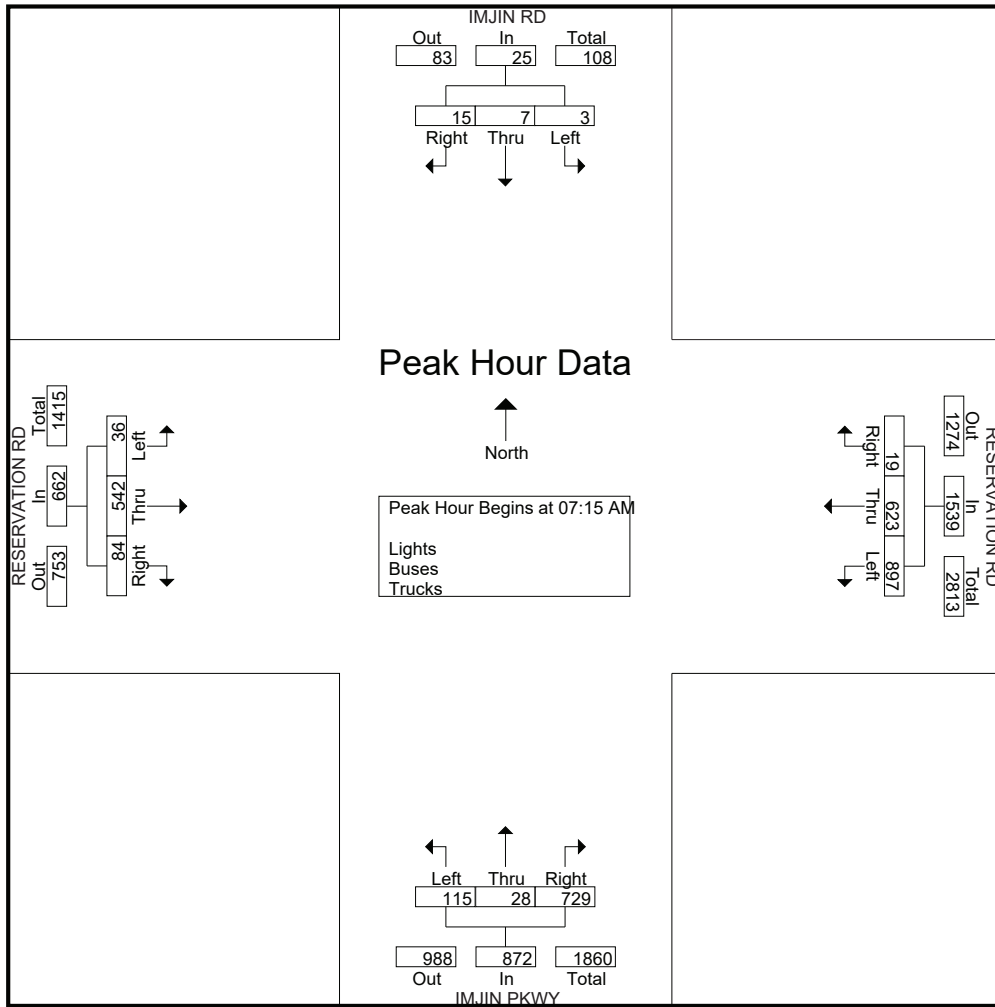 IMJIN RD
Out In Total
83 25 108
15 7 3
Right Thru Left
Peak Hour Data
North
Peak Hour Begins at 07:15 AM
Lights
Buses
Trucks
RESERVATION RD
Out In Total
753 662 1415
Left Thru Right
36 542 84
RESERVATION RD
Out In Total
1274 1539 2813
Right Thru Left
19 623 897
Left Thru Right
115 28 729
988 872 1860
Out In Total
IMJIN PKWY